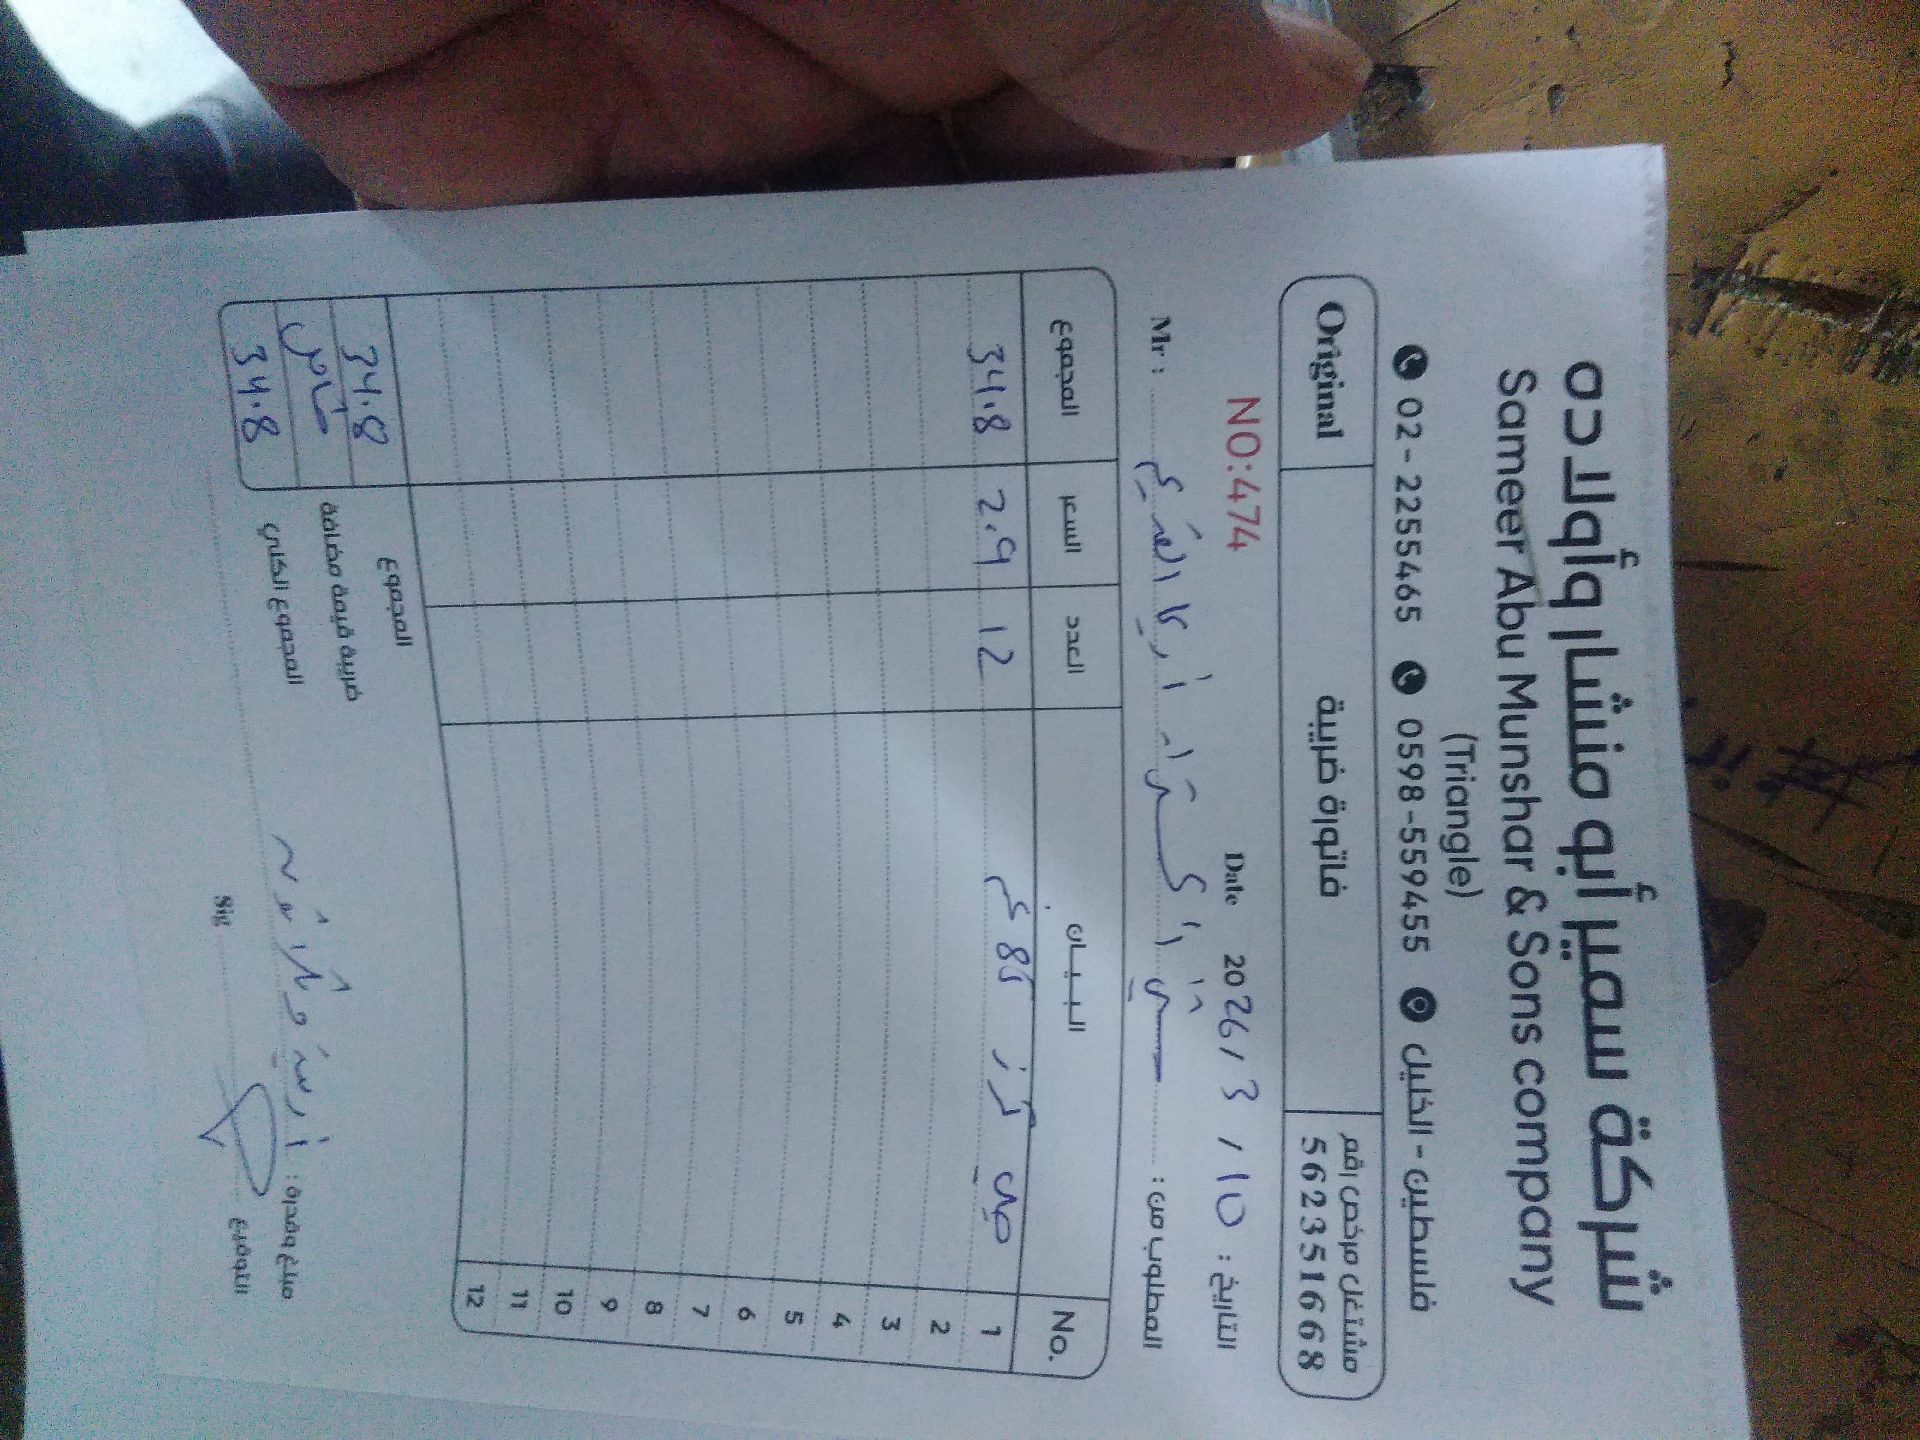 شركة سمير أبو منشار وأولاده
Sameer Abu Munshar & Sons company
(Triangle)
02 - 2255465 0598 -559455 فلسطين - الخليل
Original فاتورة ضريبة مشتغل مرخص رقم
562351668
NO:474 Date 2026 / 3 / 10 التاريخ :
Mr : المطلوب من :
No. البيــان العدد السعر المجموع
1 12 2.9 34.8
2
3
4
5
6
7
8
9
10
11
12
المجموع 34.8
ضريبة قيمة مضافة شامل
المجموع الكلي 34.8
مبلغ وقدره :
التوقيع Sig